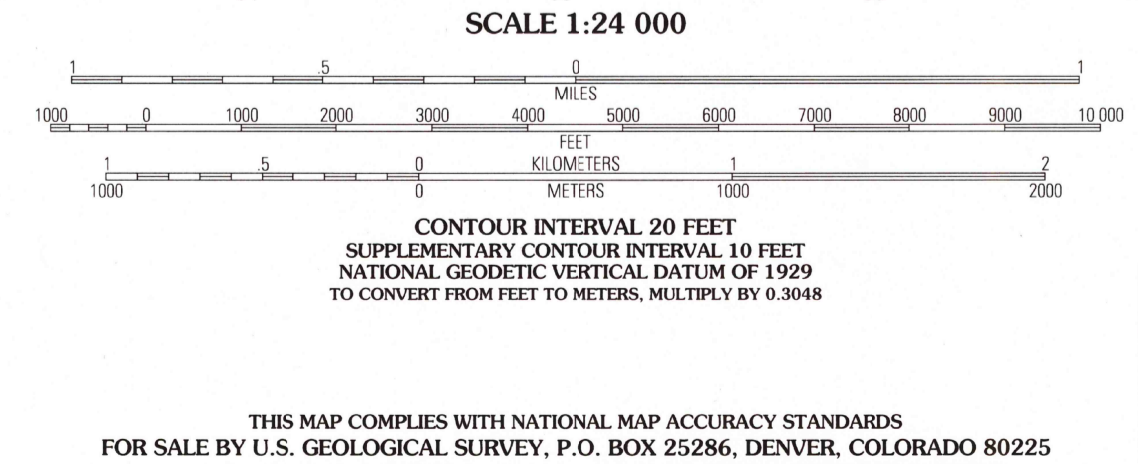 SCALE 1:24 000
1 .5 0 1
MILES
1000 0 1000 2000 3000 4000 5000 6000 7000 8000 9000 10 000
FEET
1 .5 0 KILOMETERS 1 2
1000 0 METERS 1000 2000
CONTOUR INTERVAL 20 FEET
SUPPLEMENTARY CONTOUR INTERVAL 10 FEET
NATIONAL GEODETIC VERTICAL DATUM OF 1929
TO CONVERT FROM FEET TO METERS, MULTIPLY BY 0.3048
THIS MAP COMPLIES WITH NATIONAL MAP ACCURACY STANDARDS
FOR SALE BY U.S. GEOLOGICAL SURVEY, P.O. BOX 25286, DENVER, COLORADO 80225